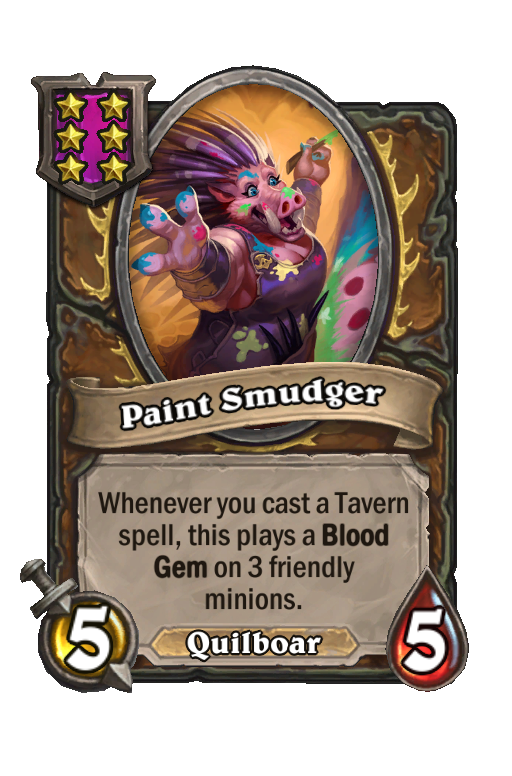 Paint Smudger
Whenever you cast a Tavern
spell, this plays a Blood
Gem on 3 friendly
minions.
5
Quilboar
5